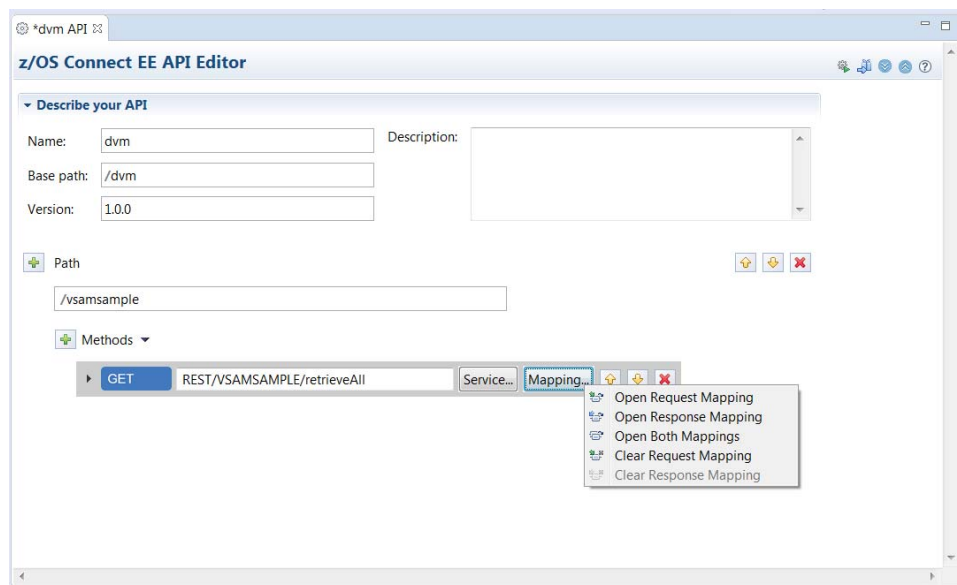 *dvm API
z/OS Connect EE API Editor
Describe your API
Name: dvm Description:
Base path: /dvm
Version: 1.0.0
Path
/vsamsample
Methods
GET REST/VSAMSAMPLE/retrieveAll Service... Mapping...
Open Request Mapping
Open Response Mapping
Open Both Mappings
Clear Request Mapping
Clear Response Mapping